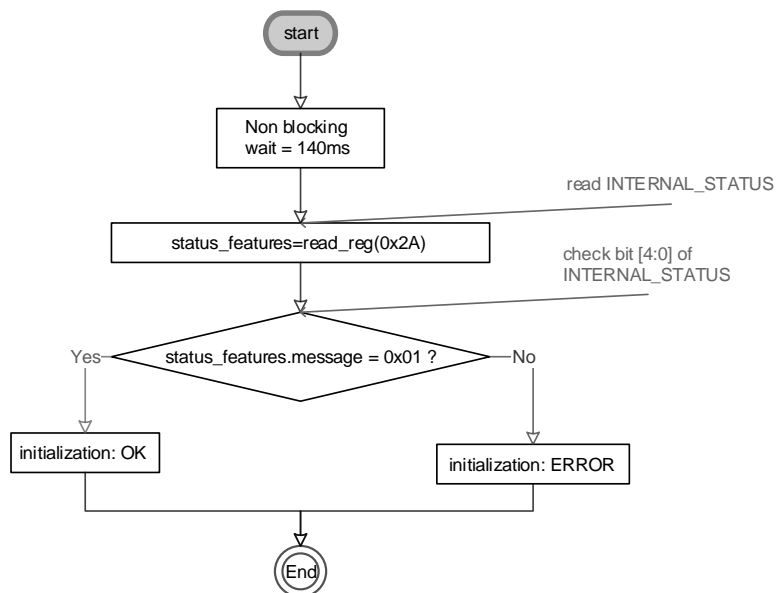 start
Non blocking
wait = 140ms
read INTERNAL_STATUS
status_features=read_reg(0x2A)
check bit [4:0] of
INTERNAL_STATUS
status_features.message = 0x01 ?
Yes
No
initialization: OK
initialization: ERROR
End